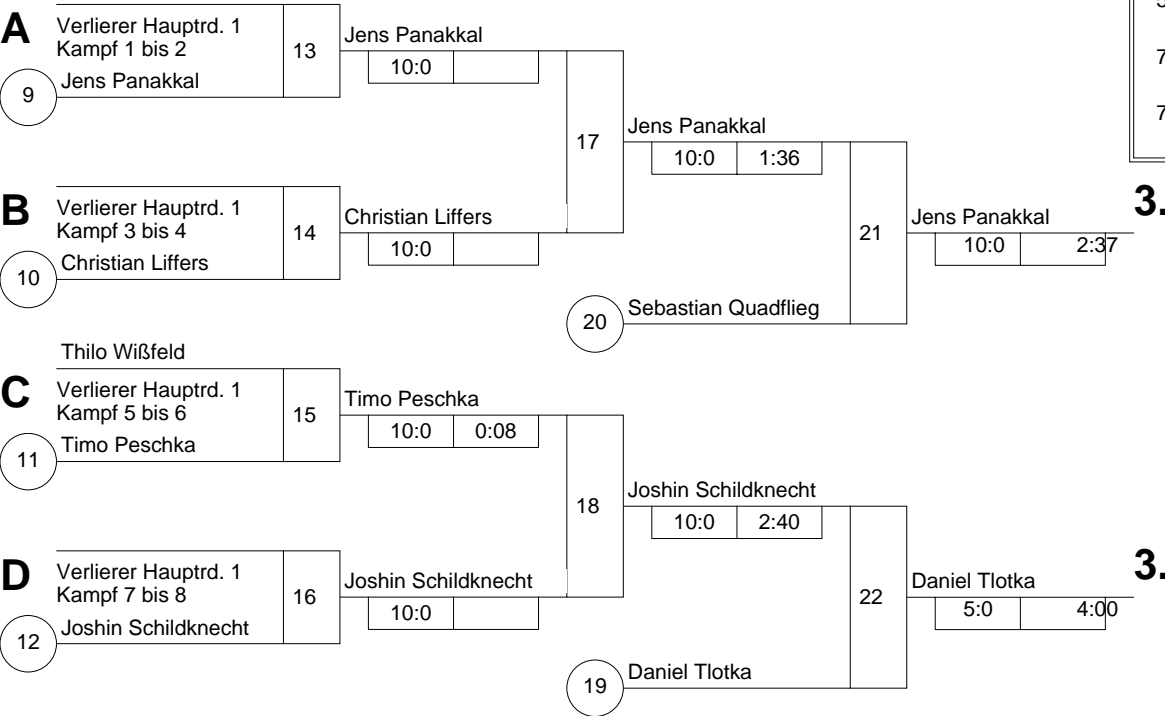 A
Verlierer Hauptrd. 1
Kampf 1 bis 2
13
Jens Panakkal
10:0
9
Jens Panakkal
17
Jens Panakkal
10:0 1:36
B
Verlierer Hauptrd. 1
Kampf 3 bis 4
14
Christian Liffers
10:0
10
Christian Liffers
21
Jens Panakkal
10:0 2:37
3.
20
Sebastian Quadflieg
Thilo Wißfeld
C
Verlierer Hauptrd. 1
Kampf 5 bis 6
15
Timo Peschka
10:0 0:08
11
Timo Peschka
18
Joshin Schildknecht
10:0 2:40
D
Verlierer Hauptrd. 1
Kampf 7 bis 8
16
Joshin Schildknecht
10:0
12
Joshin Schildknecht
22
Daniel Tlotka
5:0 4:00
3.
19
Daniel Tlotka
7
7